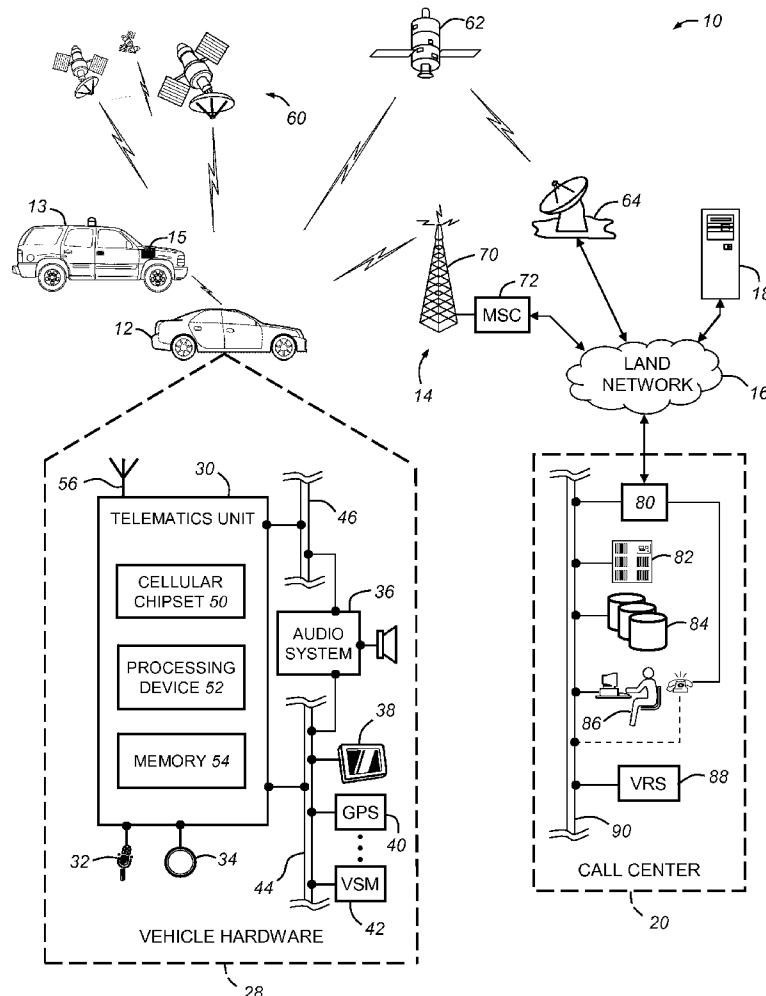 62
10
60
13
15
64
70
72
18
12
MSC
LAND
NETWORK
14
16
56
30
46
TELEMATICS UNIT
80
CELLULAR
CHIPSET 50
36
82
AUDIO
SYSTEM
84
PROCESSING
DEVICE 52
38
86
MEMORY 54
GPS
40
VRS
88
32
34
44
VSM
42
90
CALL CENTER
VEHICLE HARDWARE
20
28